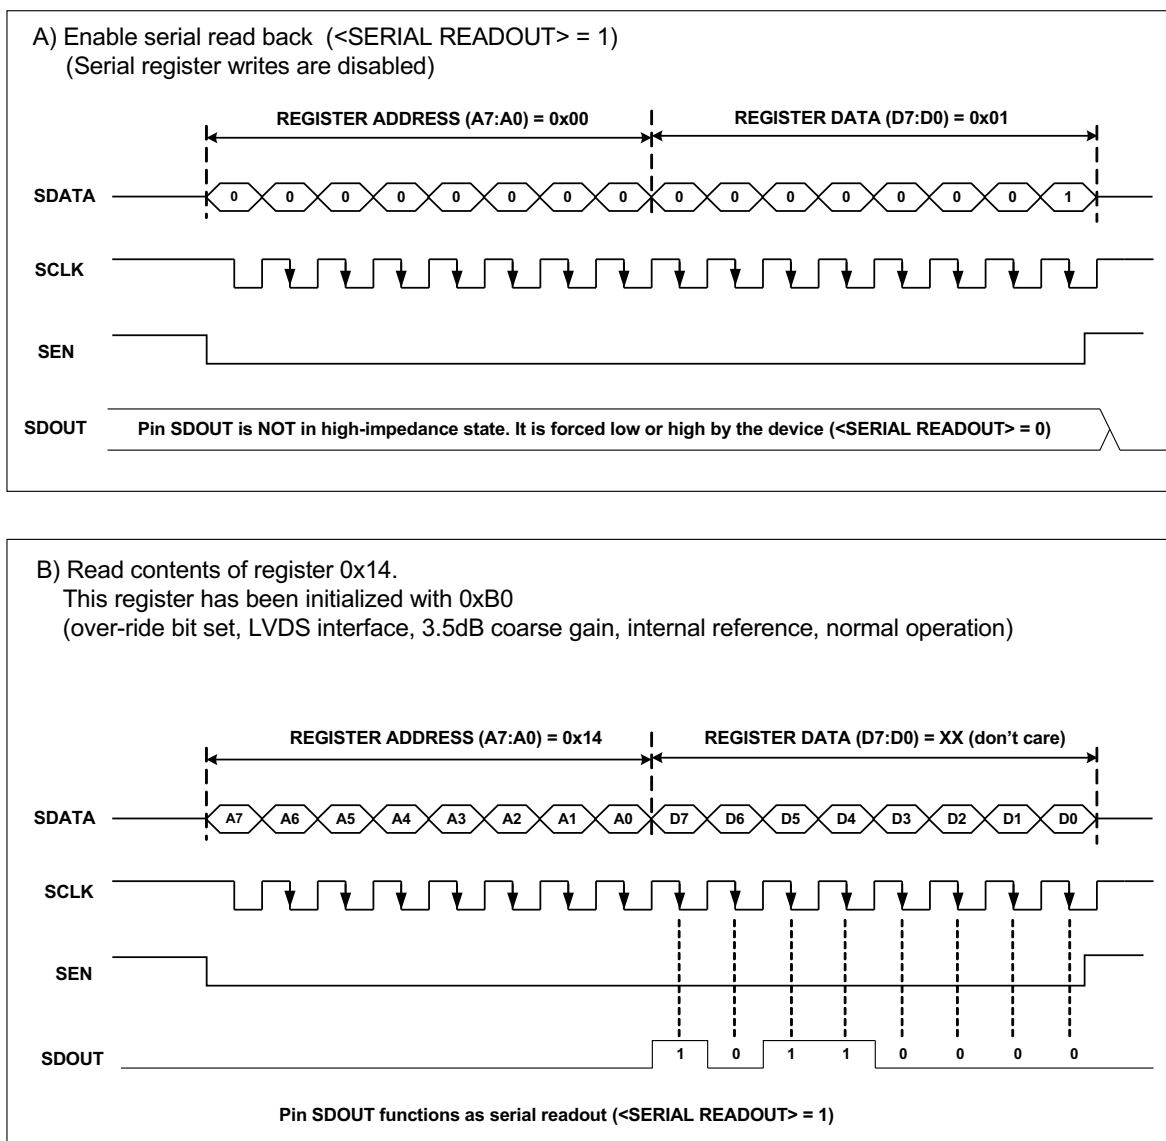 A) Enable serial read back (<SERIAL READOUT> = 1)
(Serial register writes are disabled)
REGISTER ADDRESS (A7:A0) = 0x00 REGISTER DATA (D7:D0) = 0x01
SDATA 0 0 0 0 0 0 0 0 0 0 0 0 0 0 0 1
SCLK
SEN
SDOUT Pin SDOUT is NOT in high-impedance state. It is forced low or high by the device (<SERIAL READOUT> = 0)
B) Read contents of register 0x14.
This register has been initialized with 0xB0
(over-ride bit set, LVDS interface, 3.5dB coarse gain, internal reference, normal operation)
REGISTER ADDRESS (A7:A0) = 0x14 REGISTER DATA (D7:D0) = XX (don't care)
SDATA A7 A6 A5 A4 A3 A2 A1 A0 D7 D6 D5 D4 D3 D2 D1 D0
SCLK
SEN
SDOUT 1 0 1 1 0 0 0 0
Pin SDOUT functions as serial readout (<SERIAL READOUT> = 1)